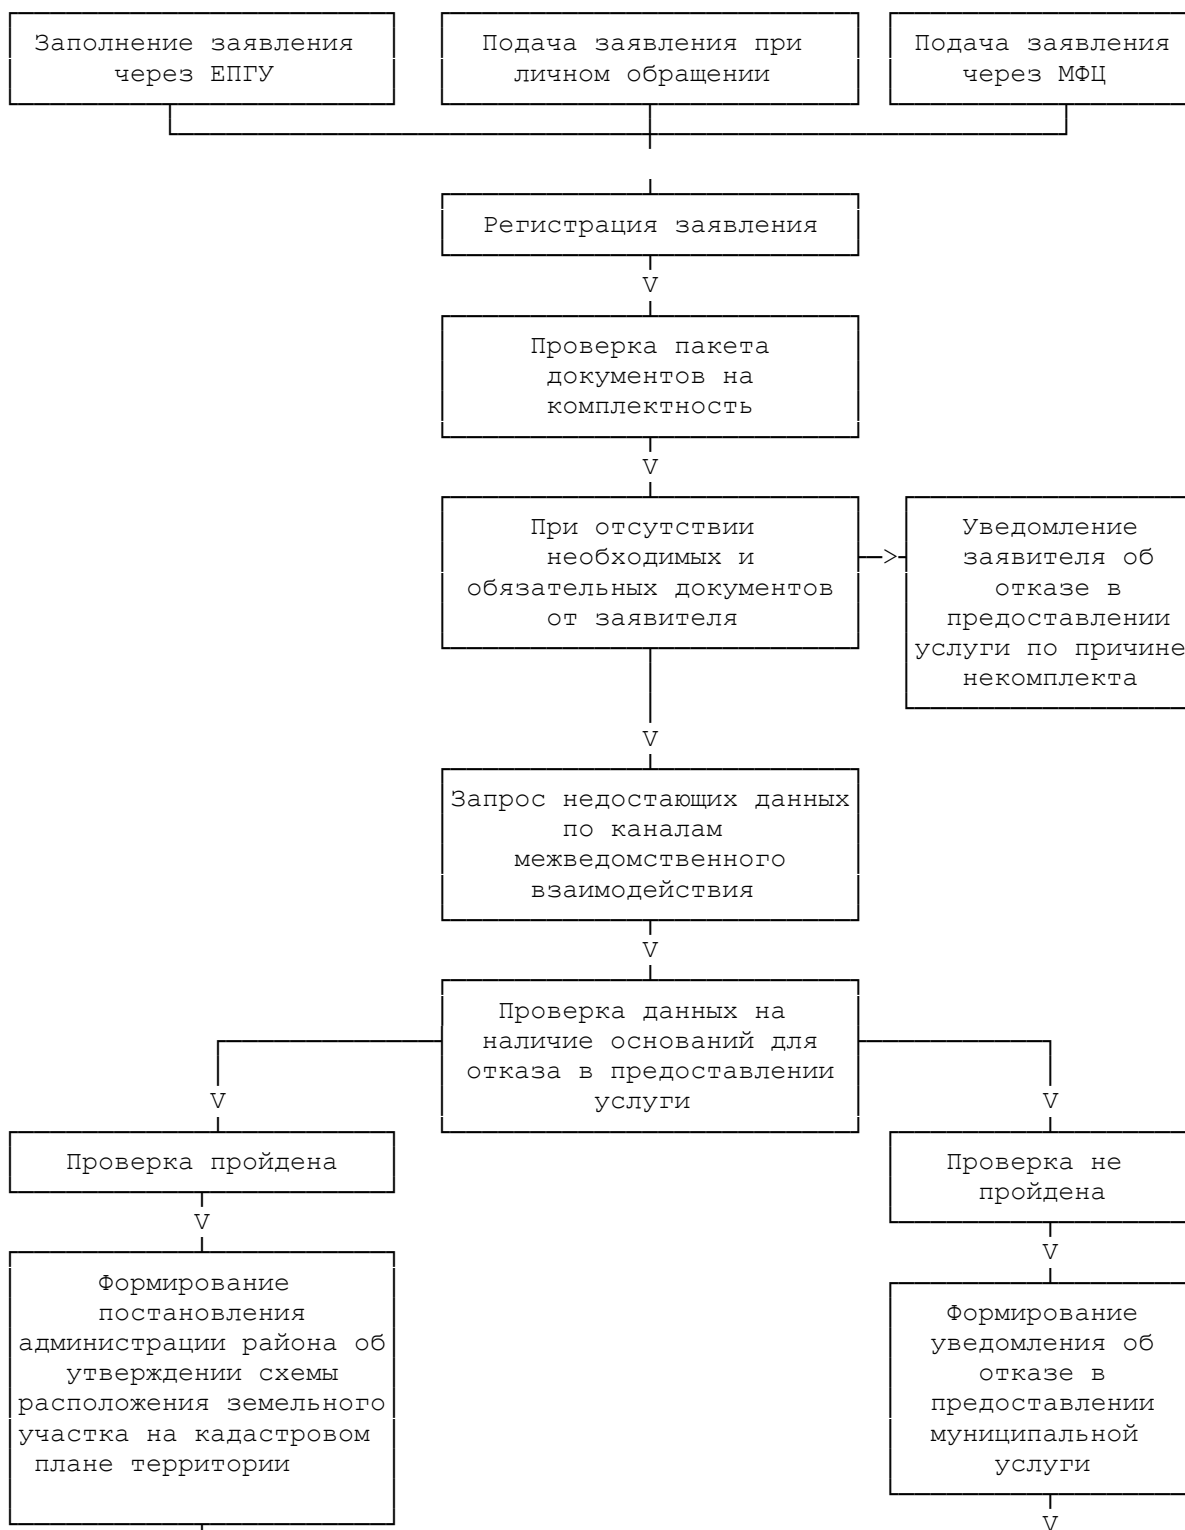 Заполнение заявления
через ЕПГУ
Подача заявления при
личном обращении
Подача заявления
через МФЦ
Регистрация заявления
V
Проверка пакета
документов на
комплектность
V
При отсутствии
необходимых и
обязательных документов
от заявителя
>
Уведомление
заявителя об
отказе в
предоставлении
услуги по причине
некомплекта
V
Запрос недостающих данных
по каналам
межведомственного
взаимодействия
V
Проверка данных на
наличие оснований для
отказа в предоставлении
услуги
V
V
Проверка пройдена
Проверка не
пройдена
V
V
Формирование
постановления
администрации района об
утверждении схемы
расположения земельного
участка на кадастровом
плане территории
Формирование
уведомления об
отказе в
предоставлении
муниципальной
услуги
V